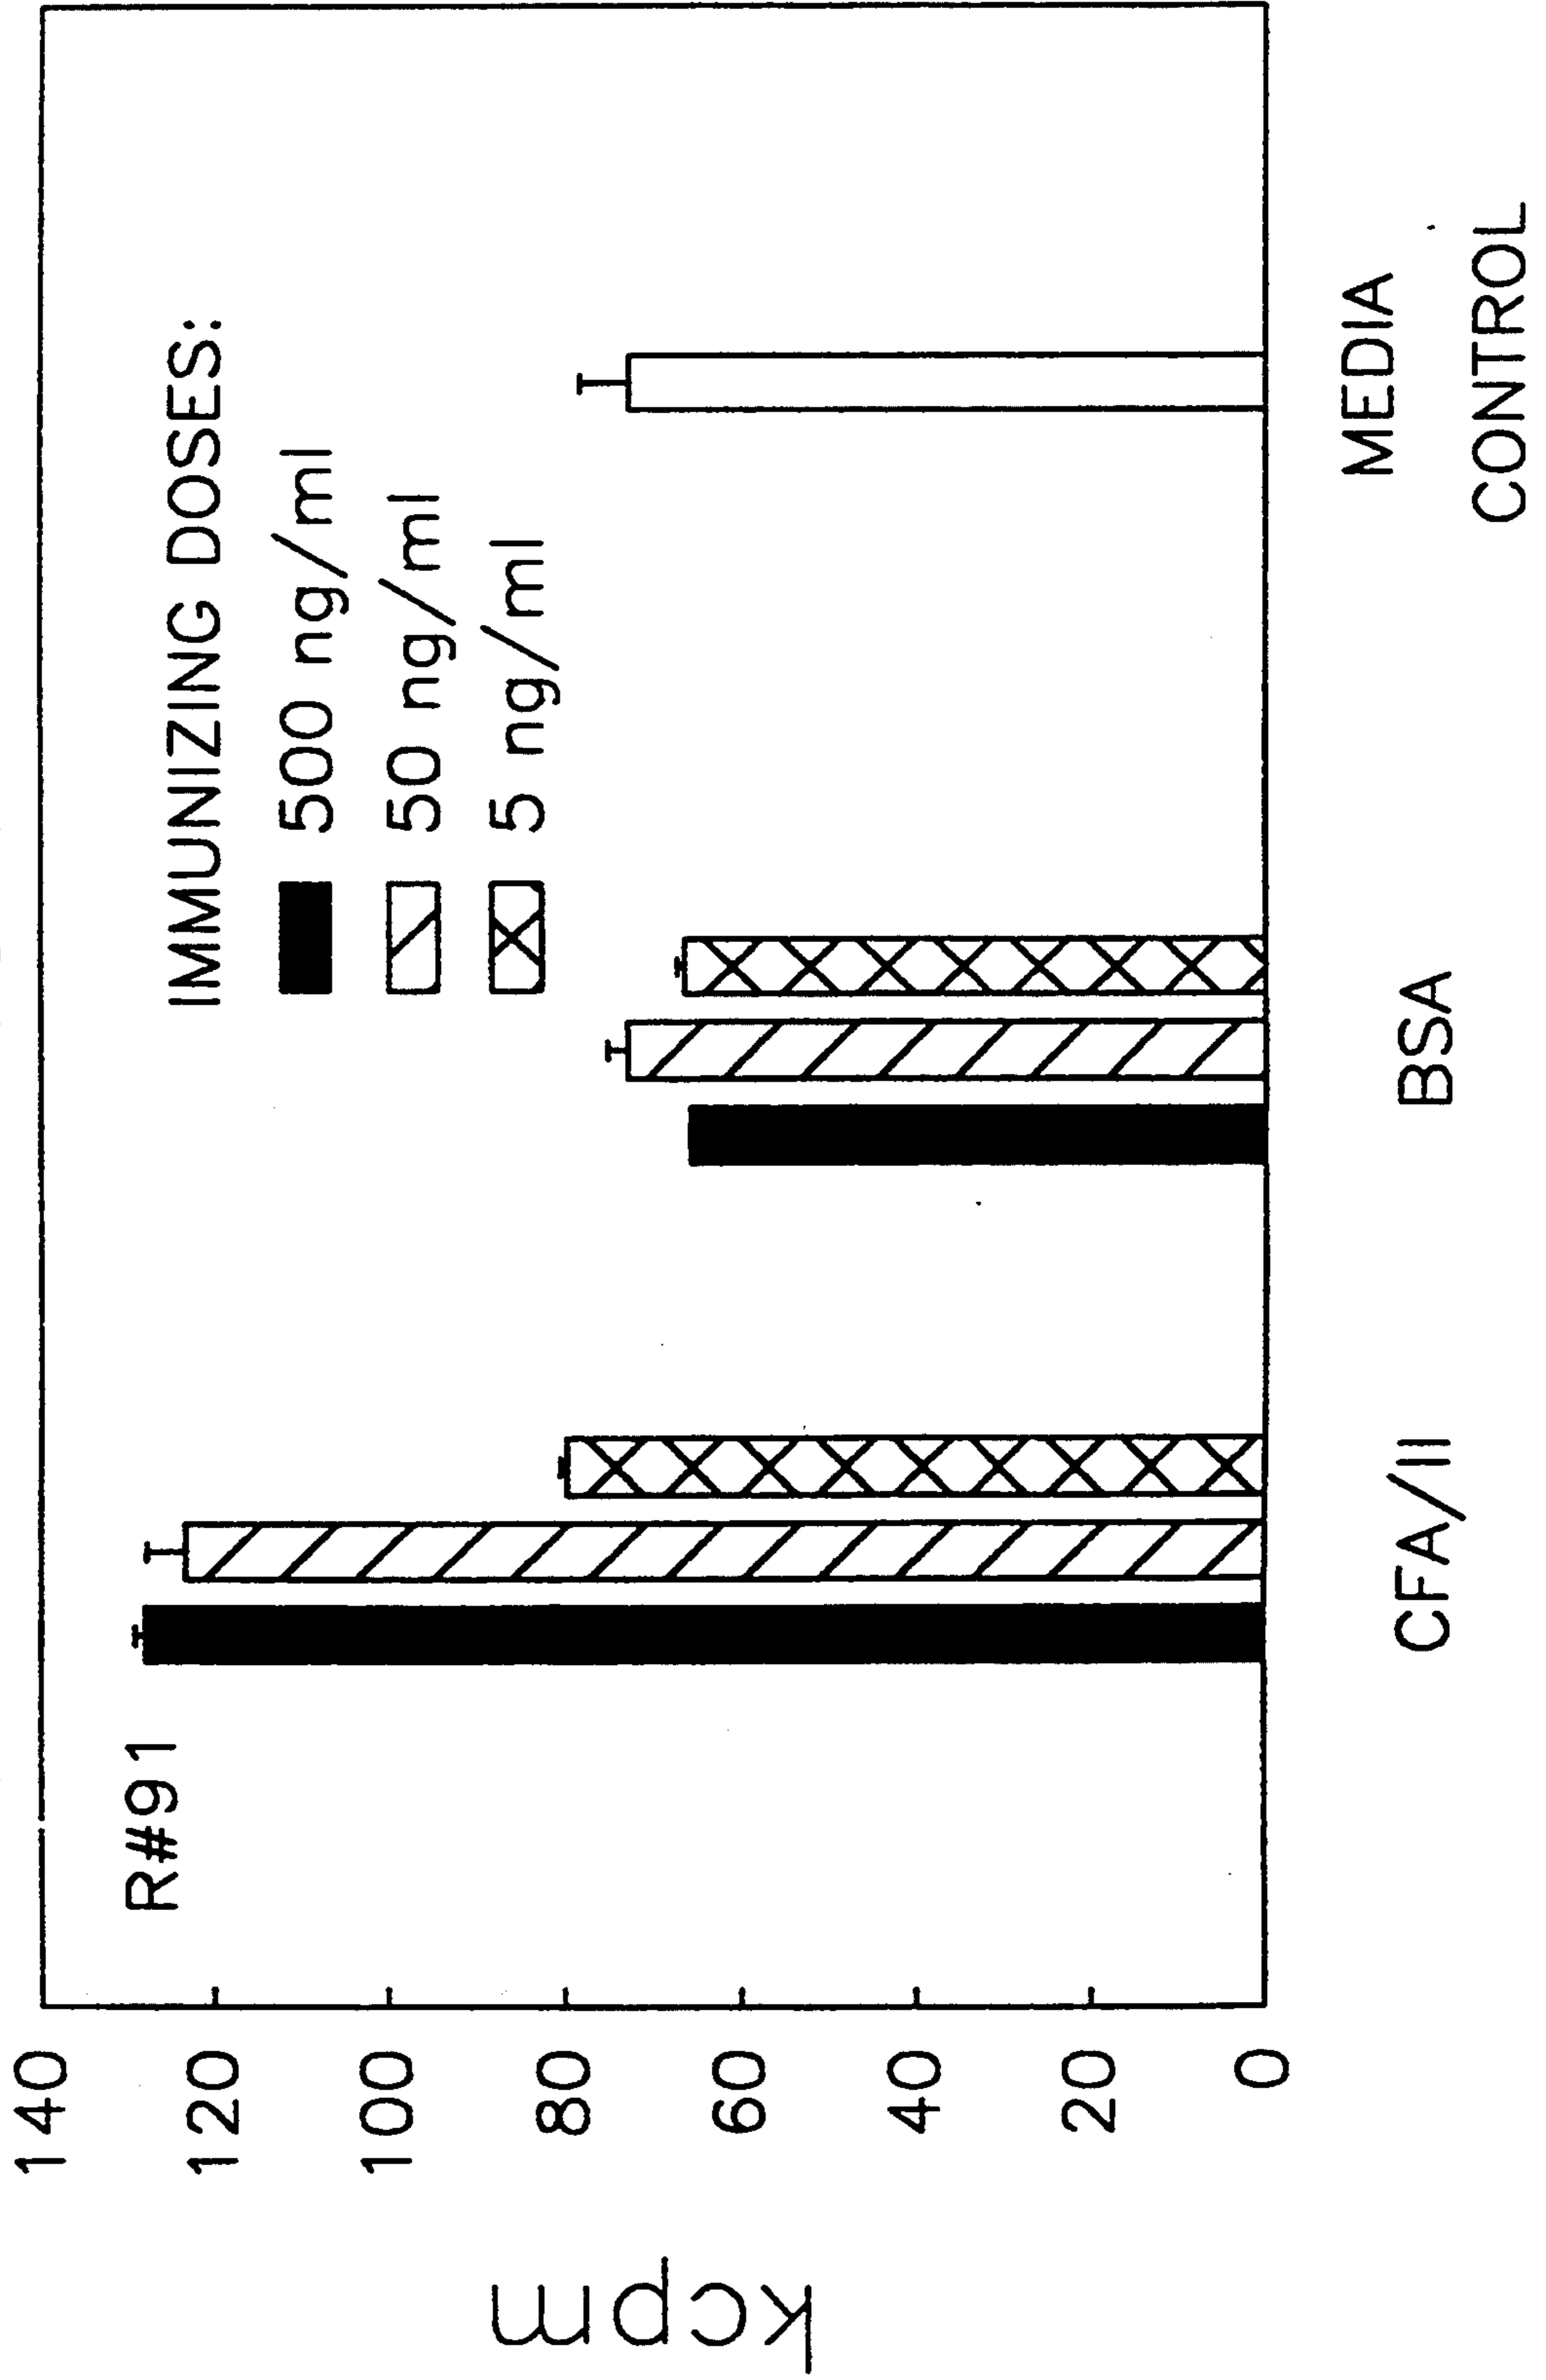 R#91
IMMUNIZING DOSES:
500 ng/ml
50 ng/ml
5 ng/ml
kcpm
140
120
100
80
60
40
20
0
CFA/II
BSA
MEDIA
CONTROL